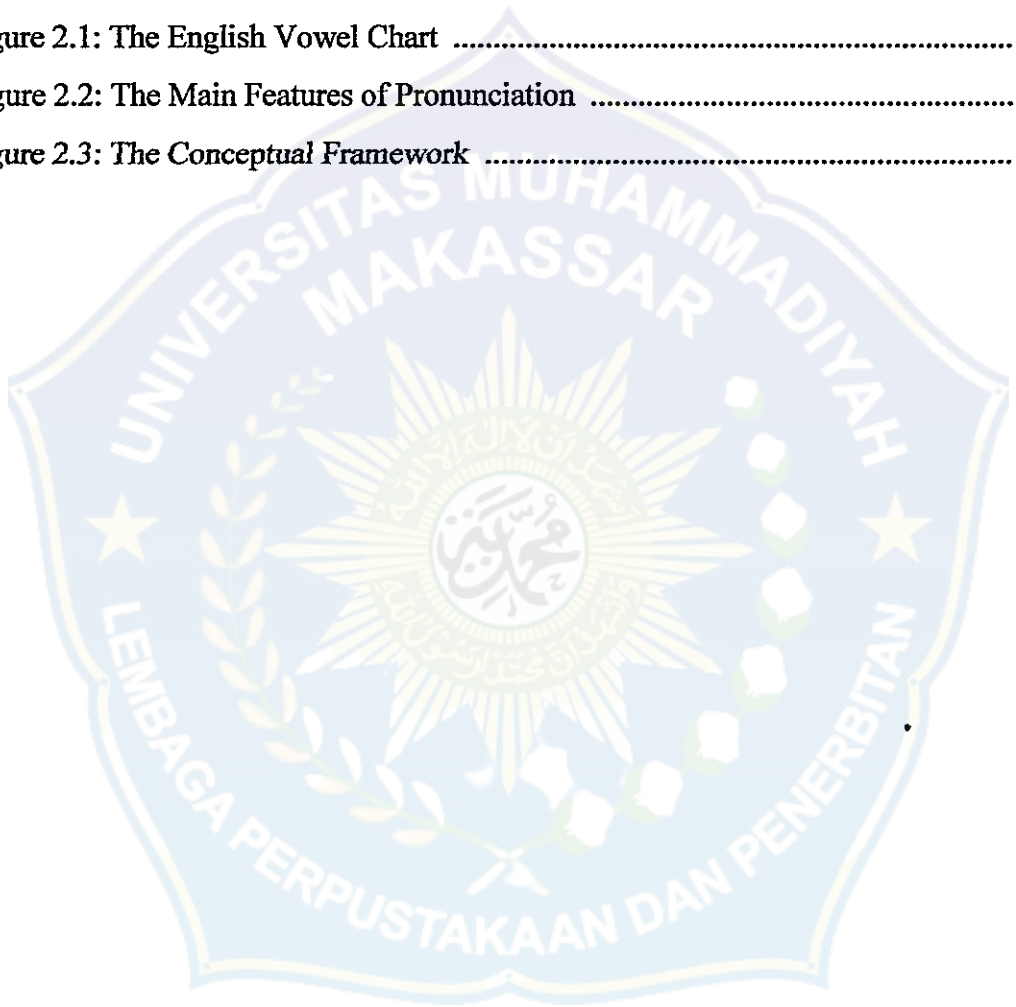 gure 2.1: The English Vowel Chart ........................................................................
gure 2.2: The Main Features of Pronunciation ......................................................
gure 2.3: The Conceptual Framework ....................................................................
UNIVERSITAS MUHAMMADIYAH
MAKASSAR
LEMBAGA PERPUSTAKAAN DAN PENERBITAN